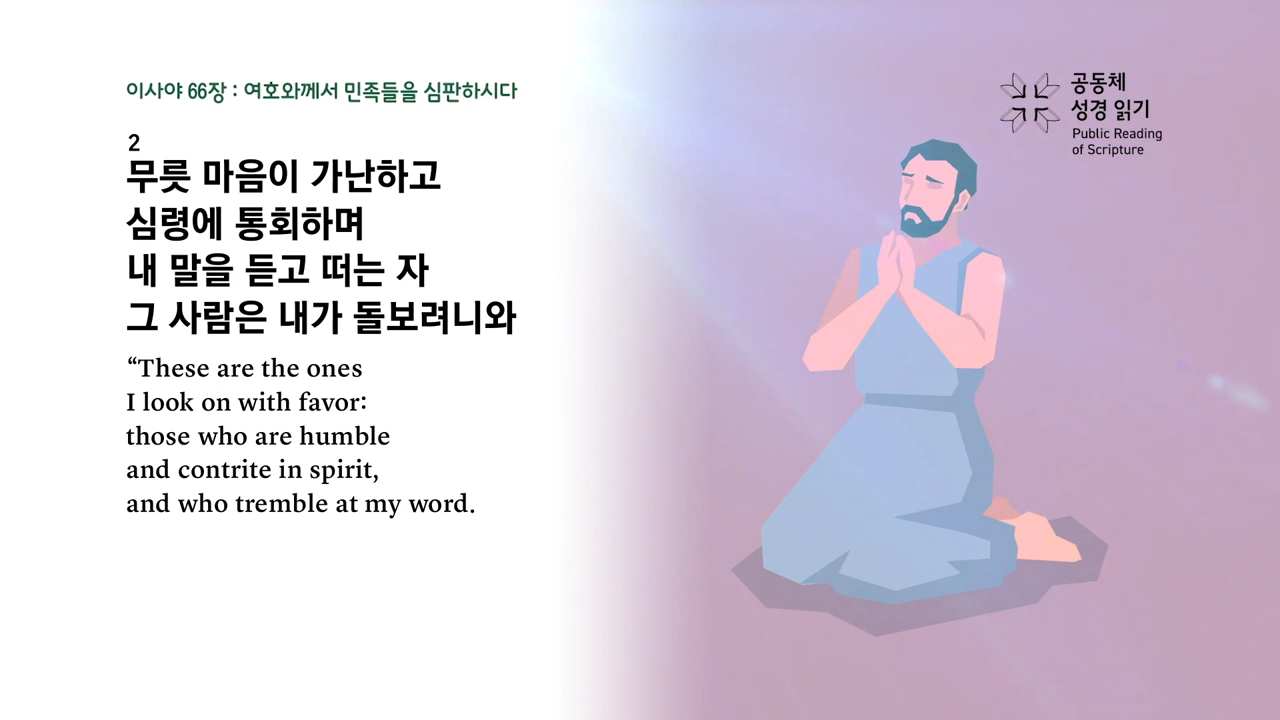 이사야 66장 : 여호와께서 민족들을 심판하시다
2
무릇 마음이 가난하고
심령에 통회하며
내 말을 듣고 떠는 자
그 사람은 내가 돌보려니와
“These are the ones
I look on with favor:
those who are humble
and contrite in spirit,
and who tremble at my word.
공동체
성경 읽기
Public Reading
of Scripture